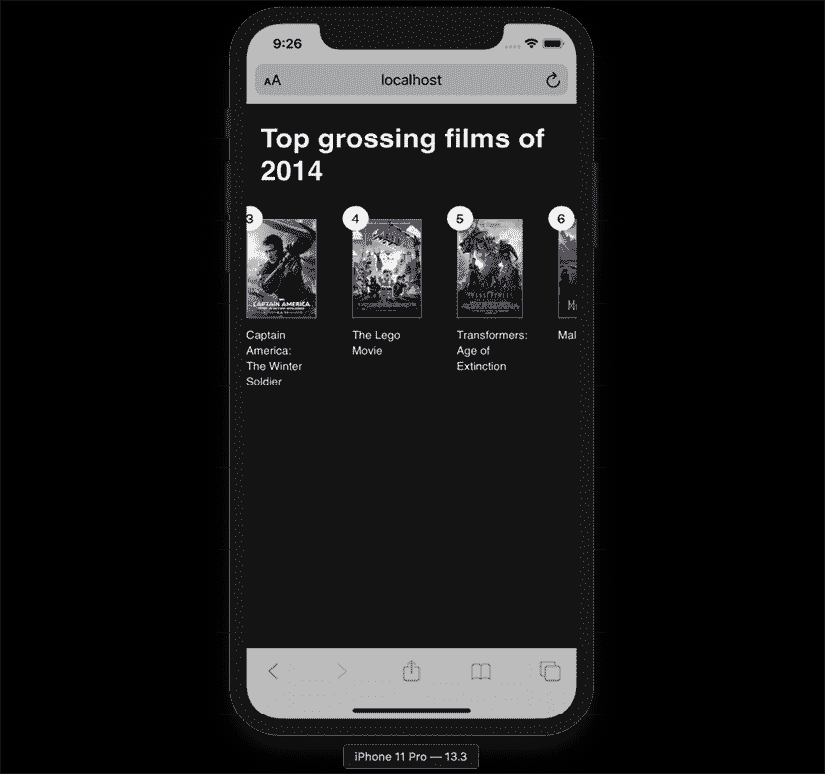 9:26
AA
localhost
Top grossing films of
2014
3
4
5
6
CAPTAIN AMERICA
Captain
America:
The Winter
Soldier
The Lego
Movie
Transformers:
Age of
Extinction
Mal
iPhone 11 Pro — 13.3